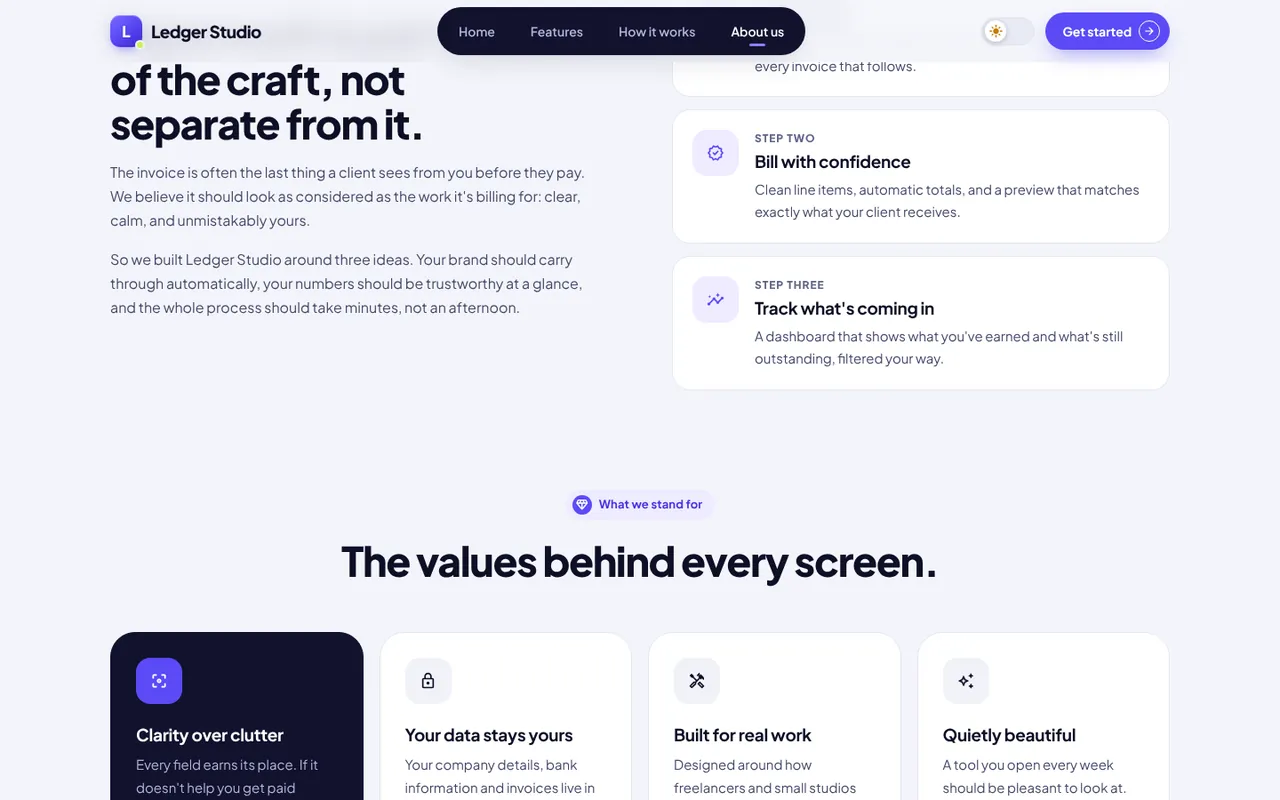 L Ledger Studio
Home
Features
How it works
About us
Get started
of the craft, not
separate from it.
The invoice is often the last thing a client sees from you before they pay.
We believe it should look as considered as the work it's billing for: clear,
calm, and unmistakably yours.
So we built Ledger Studio around three ideas. Your brand should carry
through automatically, your numbers should be trustworthy at a glance,
and the whole process should take minutes, not an afternoon.
every invoice that follows.
STEP TWO
Bill with confidence
Clean line items, automatic totals, and a preview that matches
exactly what your client receives.
STEP THREE
Track what's coming in
A dashboard that shows what you've earned and what's still
outstanding, filtered your way.
What we stand for
The values behind every screen.
Clarity over clutter
Every field earns its place. If it
doesn't help you get paid
Your data stays yours
Your company details, bank
information and invoices live in
Built for real work
Designed around how
freelancers and small studios
Quietly beautiful
A tool you open every week
should be pleasant to look at.